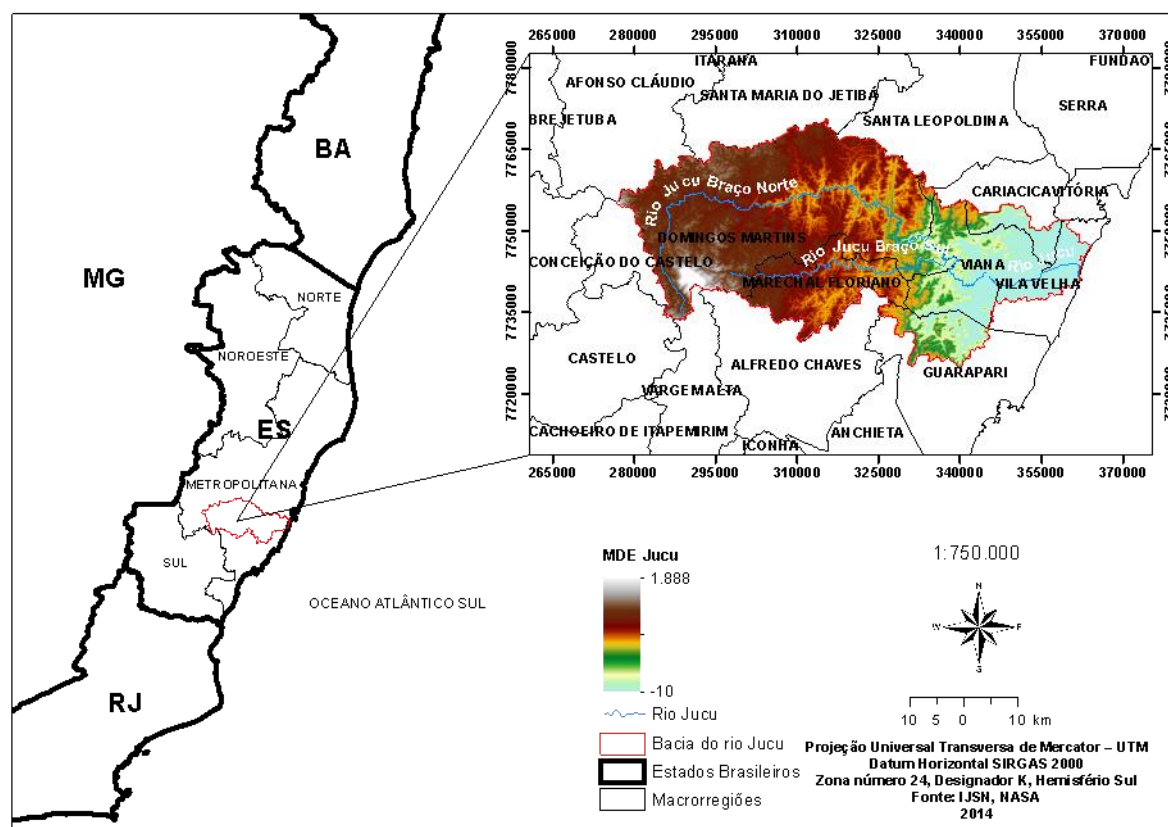 BA
MG
NORTE
NOROESTE
ES
METROPOLITANA
SUL
OCEANO ATLÂNTICO SUL
RJ
265000 280000 295000 310000 325000 340000 355000 370000
7780000
7765000
7750000
7735000
7720000
ITARANA
FUNDAO
AFONSO CLÁUDIO
SANTA MARIA DO JETIBA
SERRA
BREJETUBA
SANTA LEOPOLDINA
CARIACICA
VITÓRIA
Rio Jucu Braço Norte
DOMINGOS MARTINS
Rio Jucu Braço Sul
CONCEIÇÃO DO CASTELO
VIANA
Rio Jucu
MARECHAL FLORIANO
VILA VELHA
CASTELO
ALFREDO CHAVES
GUARAPARI
VARGEM ALTA
CACHOEIRO DE ITAPEMIRIM
ANCHIETA
ICONHA
265000 280000 295000 310000 325000 340000 355000 370000
MDE Jucu
1.888
-10
Rio Jucu
Bacia do rio Jucu
Estados Brasileiros
Macrorregiões
1:750.000
N
W
S
10 5 0 10 km
Projeção Universal Transversa de Mercator – UTM
Datum Horizontal SIRGAS 2000
Zona número 24, Designador K, Hemisfério Sul
Fonte: IJSN, NASA
2014